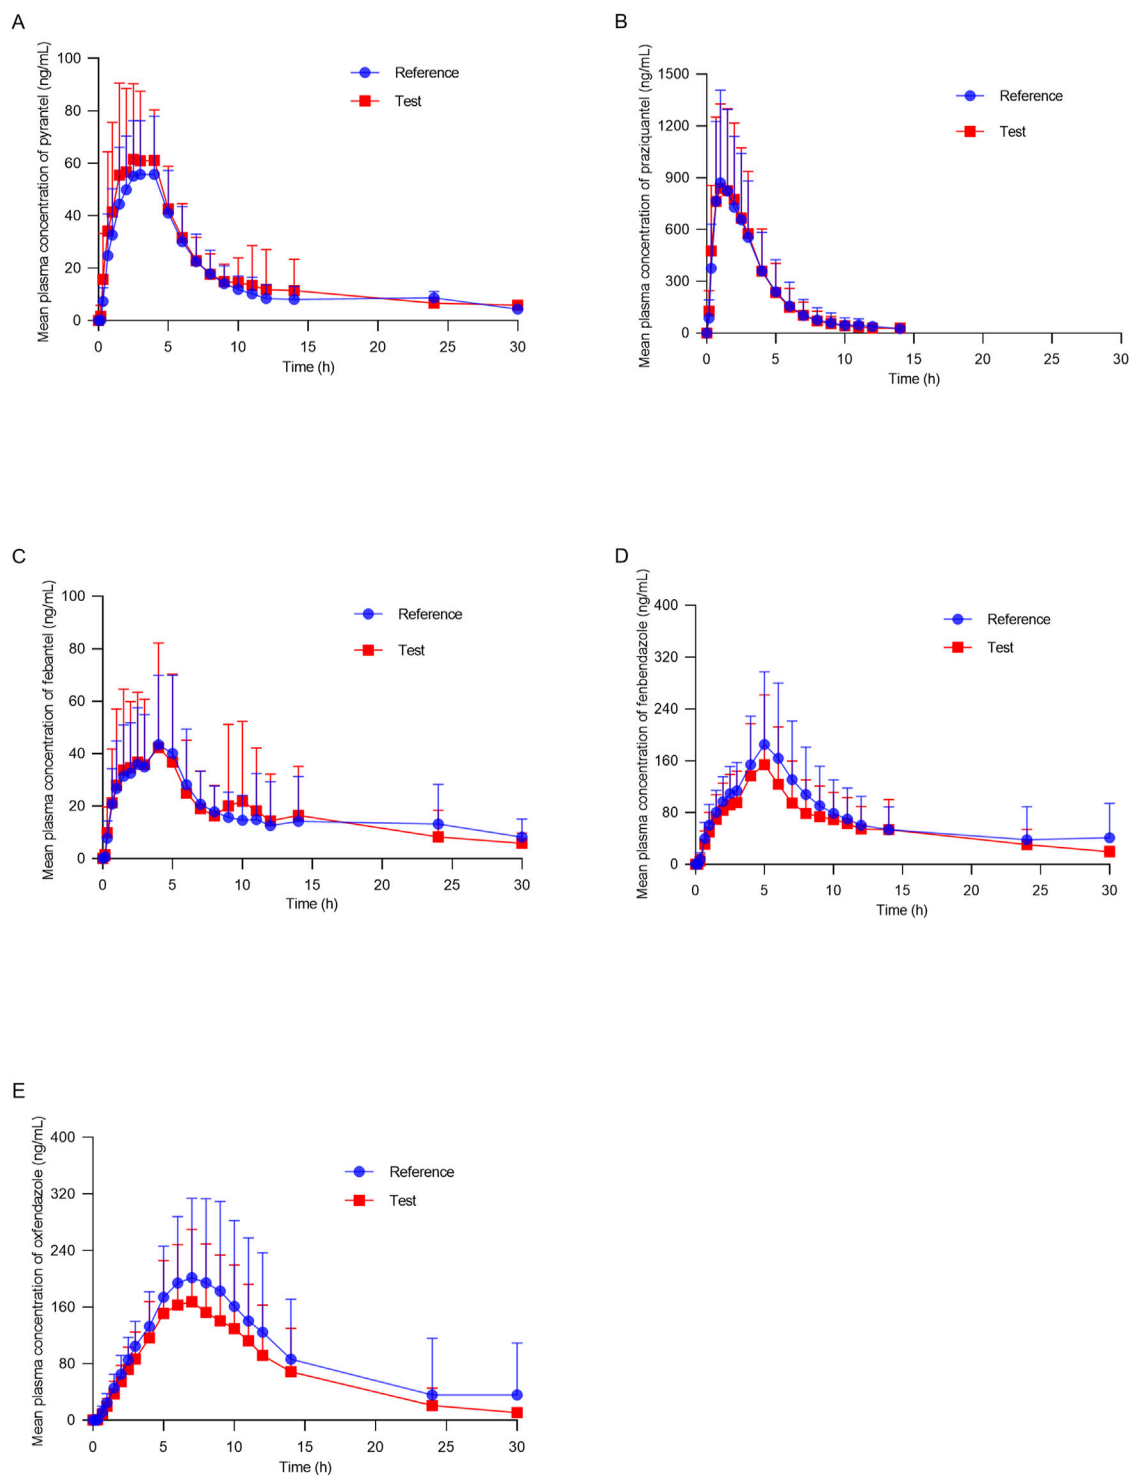 A
Mean plasma concentration of pyrantel (ng/mL)
100
80
60
40
20
0
0 5 10 15 20 25 30
Time (h)
Reference
Test
B
Mean plasma concentration of praziquantel (ng/mL)
1500
1200
900
600
300
0
0 5 10 15 20 25 30
Time (h)
Reference
Test
C
Mean plasma concentration of febantel (ng/mL)
100
80
60
40
20
0
0 5 10 15 20 25 30
Time (h)
Reference
Test
D
Mean plasma concentration of fenbendazole (ng/mL)
400
320
240
160
80
0
0 5 10 15 20 25 30
Time (h)
Reference
Test
E
Mean plasma concentration of oxfendazole (ng/mL)
400
320
240
160
80
0
0 5 10 15 20 25 30
Time (h)
Reference
Test